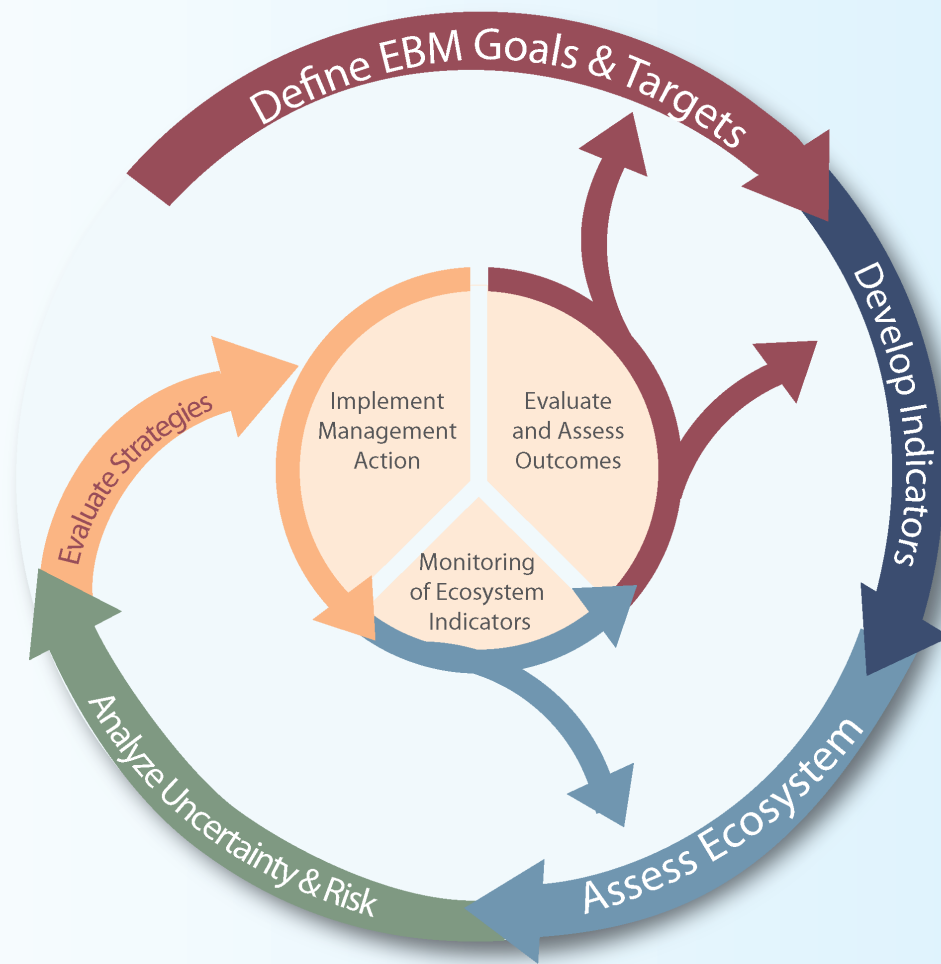 Define EBM Goals & Targets
Develop Indicators
Assess Ecosystem
Analyze Uncertainty & Risk
Evaluate Strategies
Implement
Management
Action
Evaluate
and Assess
Outcomes
Monitoring
of Ecosystem
Indicators